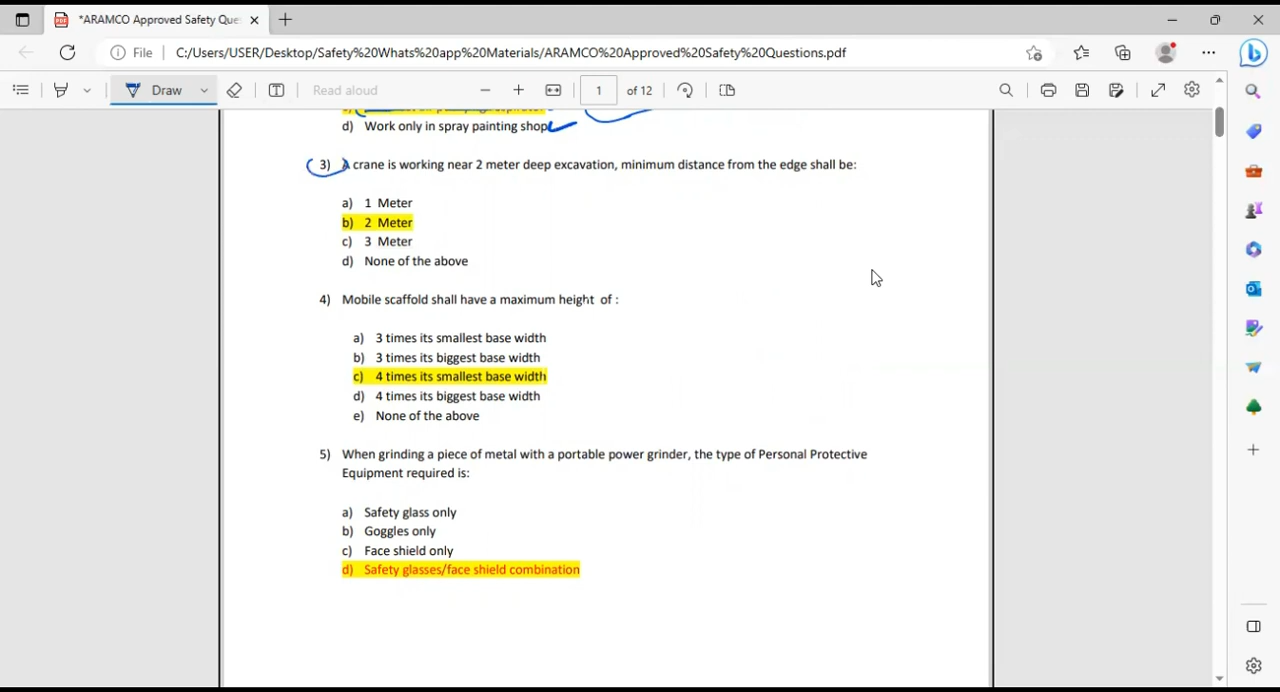 *ARAMCO Approved Safety Que
File
C:/Users/USER/Desktop/Safety%20Whats%20app%20Materials/ARAMCO%20Approved%20Safety%20Questions.pdf
Draw
Read aloud
1
of 12
d) Work only in spray painting shop
3) A crane is working near 2 meter deep excavation, minimum distance from the edge shall be:
a) 1 Meter
b) 2 Meter
c) 3 Meter
d) None of the above
4) Mobile scaffold shall have a maximum height of :
a) 3 times its smallest base width
b) 3 times its biggest base width
c) 4 times its smallest base width
d) 4 times its biggest base width
e) None of the above
5) When grinding a piece of metal with a portable power grinder, the type of Personal Protective
Equipment required is:
a) Safety glass only
b) Goggles only
c) Face shield only
d) Safety glasses/face shield combination